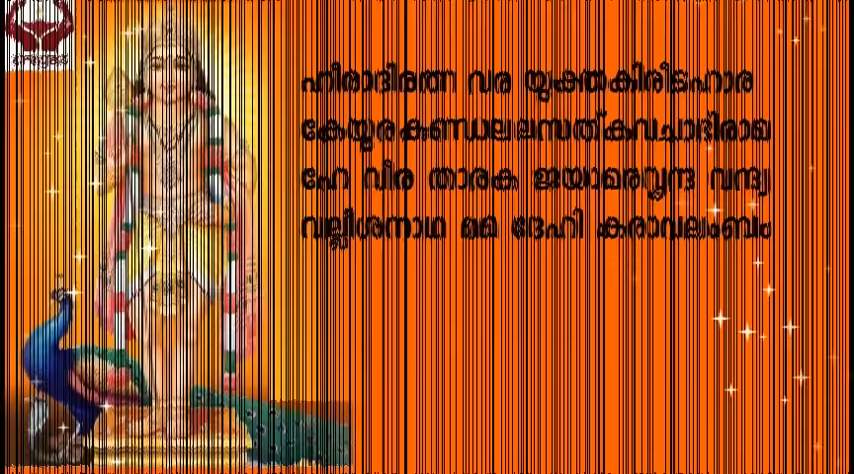 ഹീരാദിരത്ന വര യുക്തകിരീടഹാര
കേയൂരകുണ്ഡലലസത്കവചാഭിരാമ
ഹേ വീര താരക ജയാമരവൃന്ദ വന്ദ്യ
വല്ലീശനാഥ മമ ദേഹി കരാവലംബം